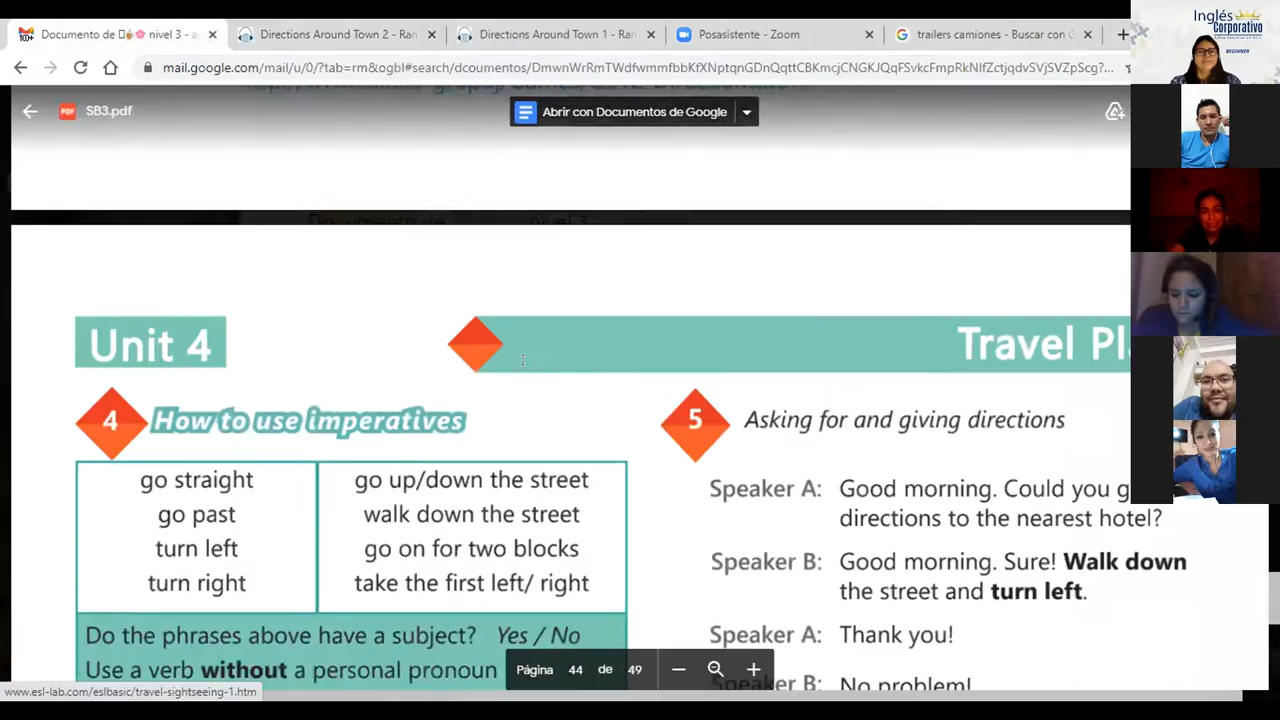 Documento de nivel 3 - a
Directions Around Town 2 - Ran
Directions Around Town 1 - Ran
Posasistente - Zoom
trailers camiones - Buscar con G
mail.google.com/mail/u/0/?tab=rm&ogbl#search/dcouments/
SB3.pdf
Abrir con Documentos de Google
Inglés
Corporativo
BEGINNER
Unit 4
Travel Pl
4 How to use imperatives
go straight
go past
turn left
turn right
go up/down the street
walk down the street
go on for two blocks
take the first left/ right
Do the phrases above have a subject? Yes / No
Use a verb without a personal pronoun
5 Asking for and giving directions
Speaker A: Good morning. Could you g
directions to the nearest hotel?
Speaker B: Good morning. Sure! Walk down
the street and turn left.
Speaker A: Thank you!
Speaker B: No problem!
Página 44 de 49
www.esl-lab.com/eslbasic/travel-sightseeing-1.htm